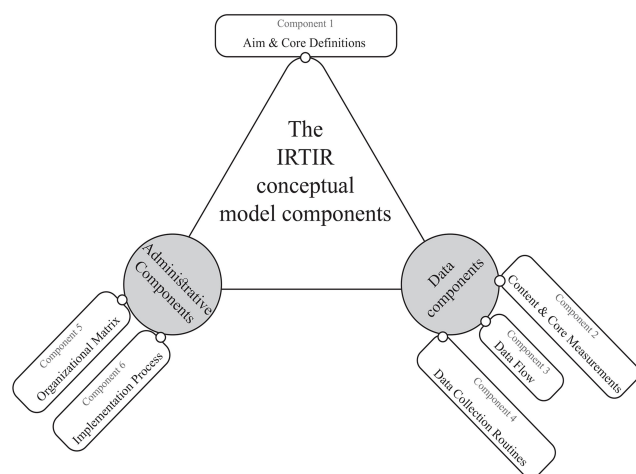 Component 1
Aim & Core Definitions
The
IRTIR
conceptual
model components
Administrative
Components
Data
components
Component 2
Content & Core Measurements
Component 3
Data Flow
Component 4
Data Collection Routines
Component 5
Organizational Matrix
Component 6
Implementation Process